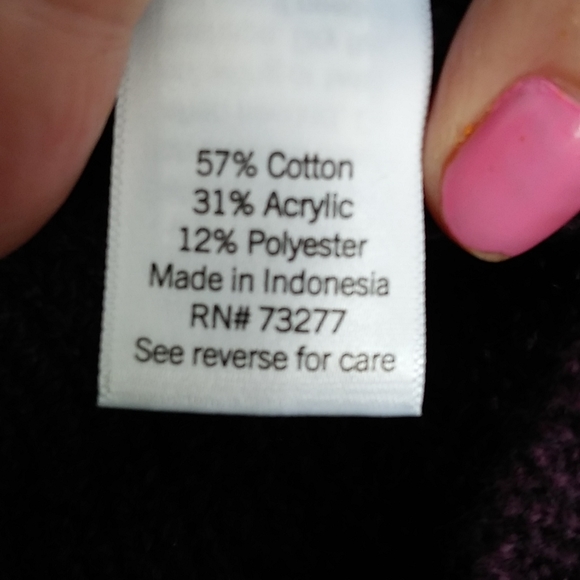 57% Cotton
31% Acrylic
12% Polyester
Made in Indonesia
RN# 73277
See reverse for care